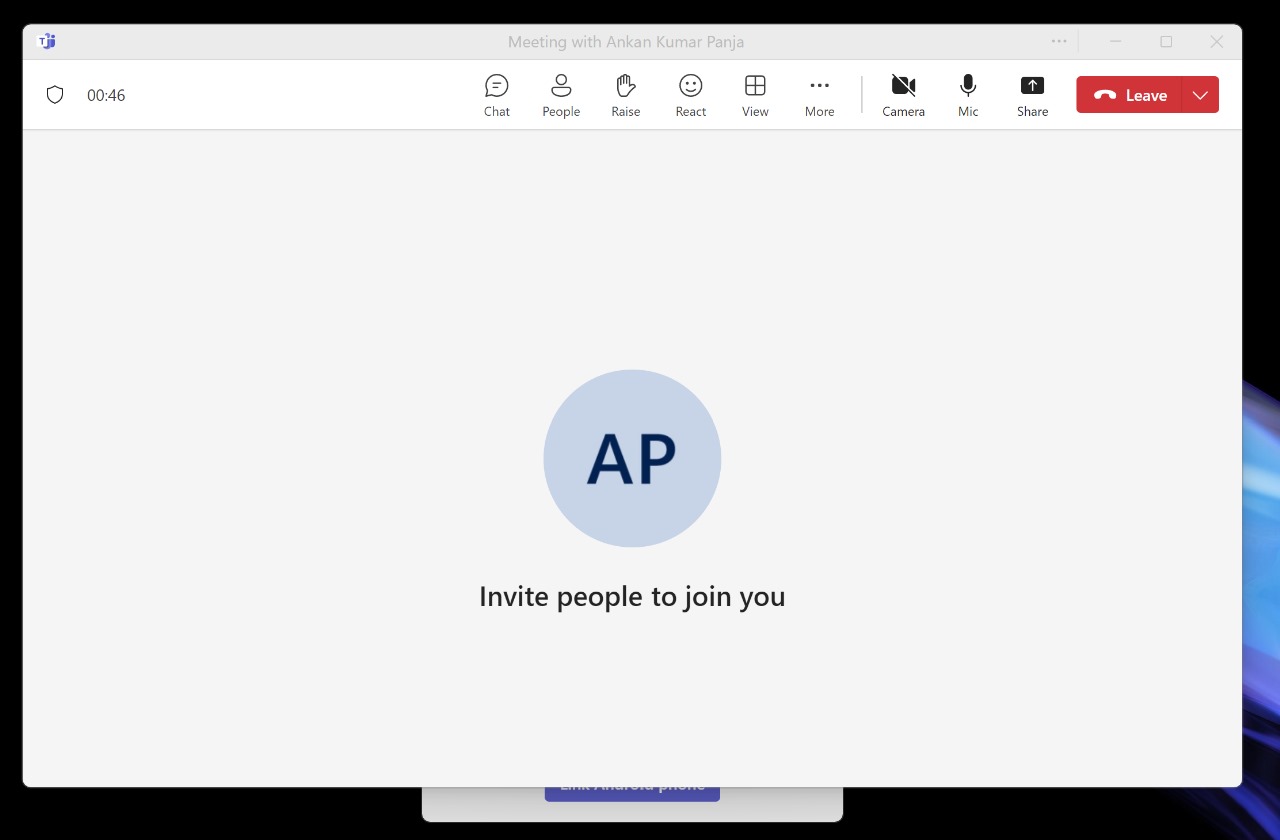 Meeting with Ankan Kumar Panja
00:46
Chat
People
Raise
React
View
More
Camera
Mic
Share
Leave
AP
Invite people to join you
Link Android phone